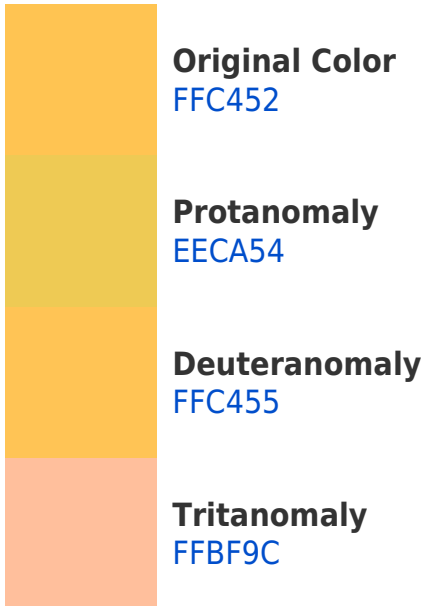 Original Color
FFC452
Protanomaly
EECA54
Deuteranomaly
FFC455
Tritanomaly
FFBF9C